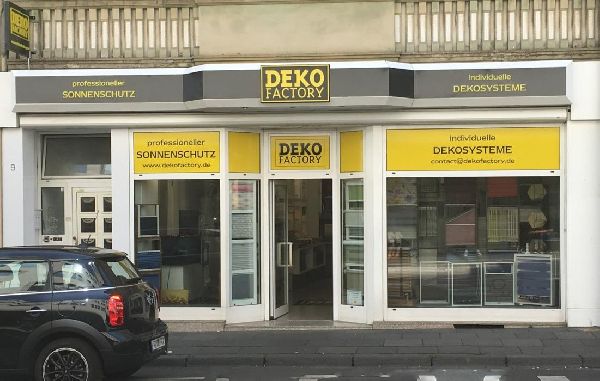 DEKO
FACTORY
professioneller
SONNENSCHUTZ
DEKO
FACTORY
individuelle
DEKOSYSTEME
professioneller
SONNENSCHUTZ
www.dekofactory.de
DEKO
FACTORY
individuelle
DEKOSYSTEME
contact@dekofactory.de
9